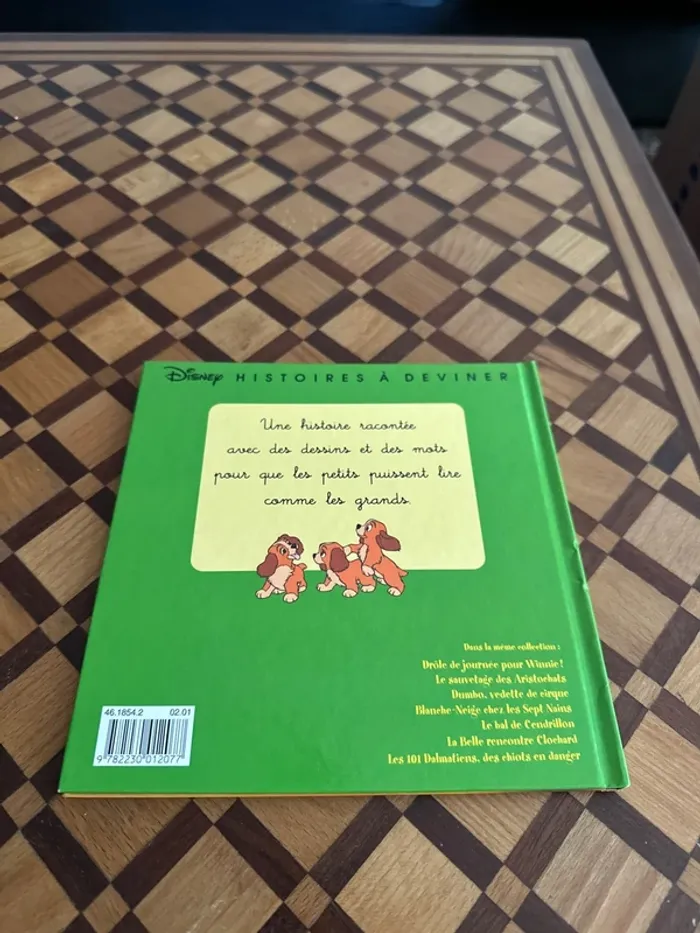 Disney HISTOIRES À DEVINER
Une histoire racontée
avec des dessins et des mots
pour que les petits puissent lire
comme les grands.
Dans la même collection :
Drôle de journée pour Winnie !
Le sauvetage des Aristochats
Dumbo, vedette de cirque
Blanche-Neige chez les Sept Nains
Le bal de Cendrillon
La Belle rencontre Clochard
Les 101 Dalmatiens, des chiots en danger
46.1854.2 02.01
9 782230 012077